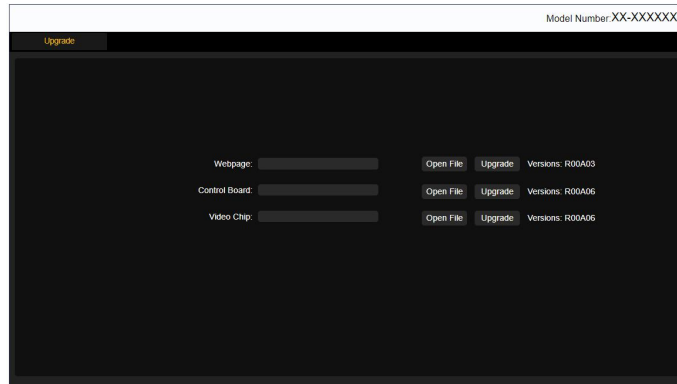 Model Number:XX-XXXXXX
Upgrade
Webpage: Open File Upgrade Versions: R00A03
Control Board: Open File Upgrade Versions: R00A06
Video Chip: Open File Upgrade Versions: R00A06